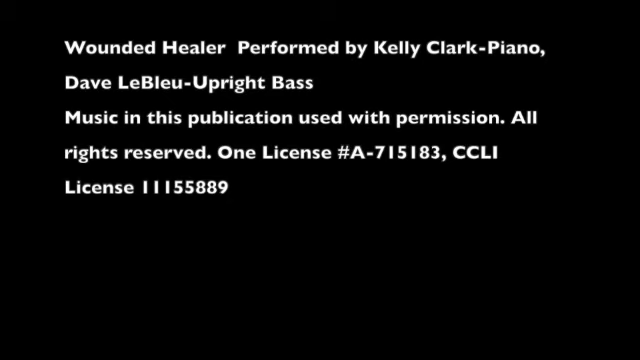 Wounded Healer  Performed by Kelly Clark-Piano,
Dave LeBleu-Upright Bass
Music in this publication used with permission. All
rights reserved. One License #A-715183, CCLI
License 11155889